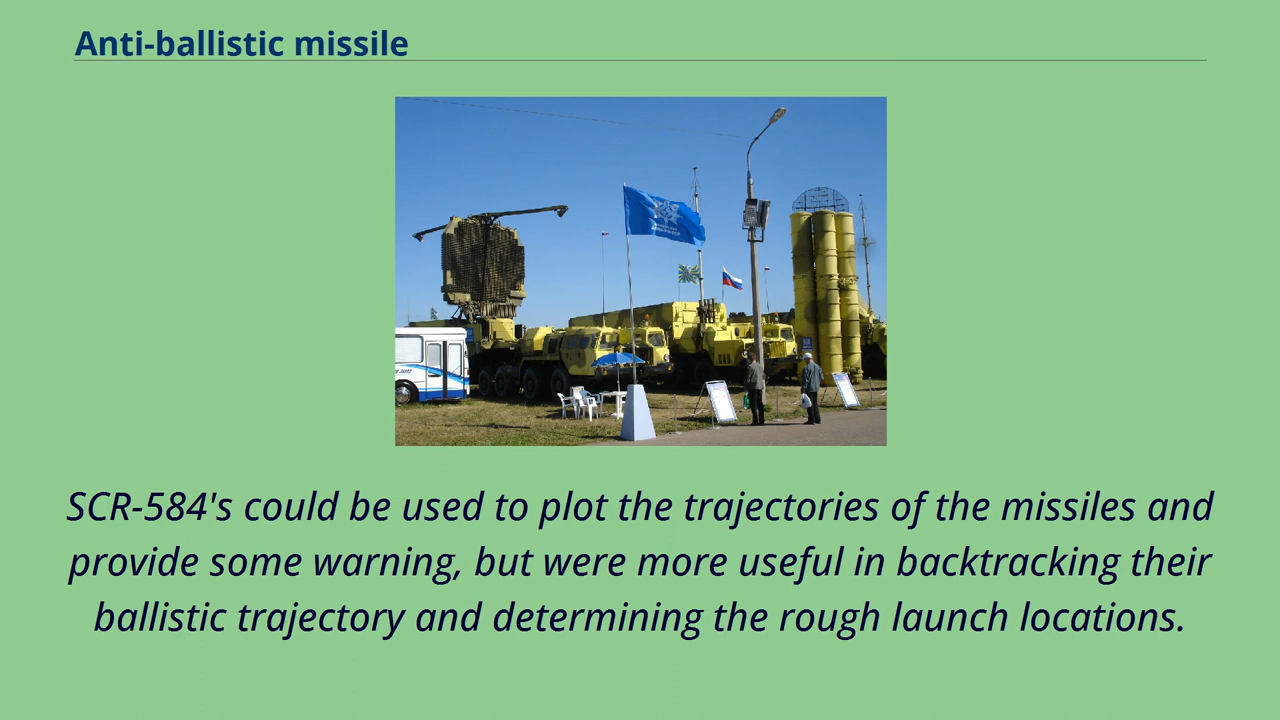 Anti-ballistic missile
SCR-584's could be used to plot the trajectories of the missiles and
provide some warning, but were more useful in backtracking their
ballistic trajectory and determining the rough launch locations.